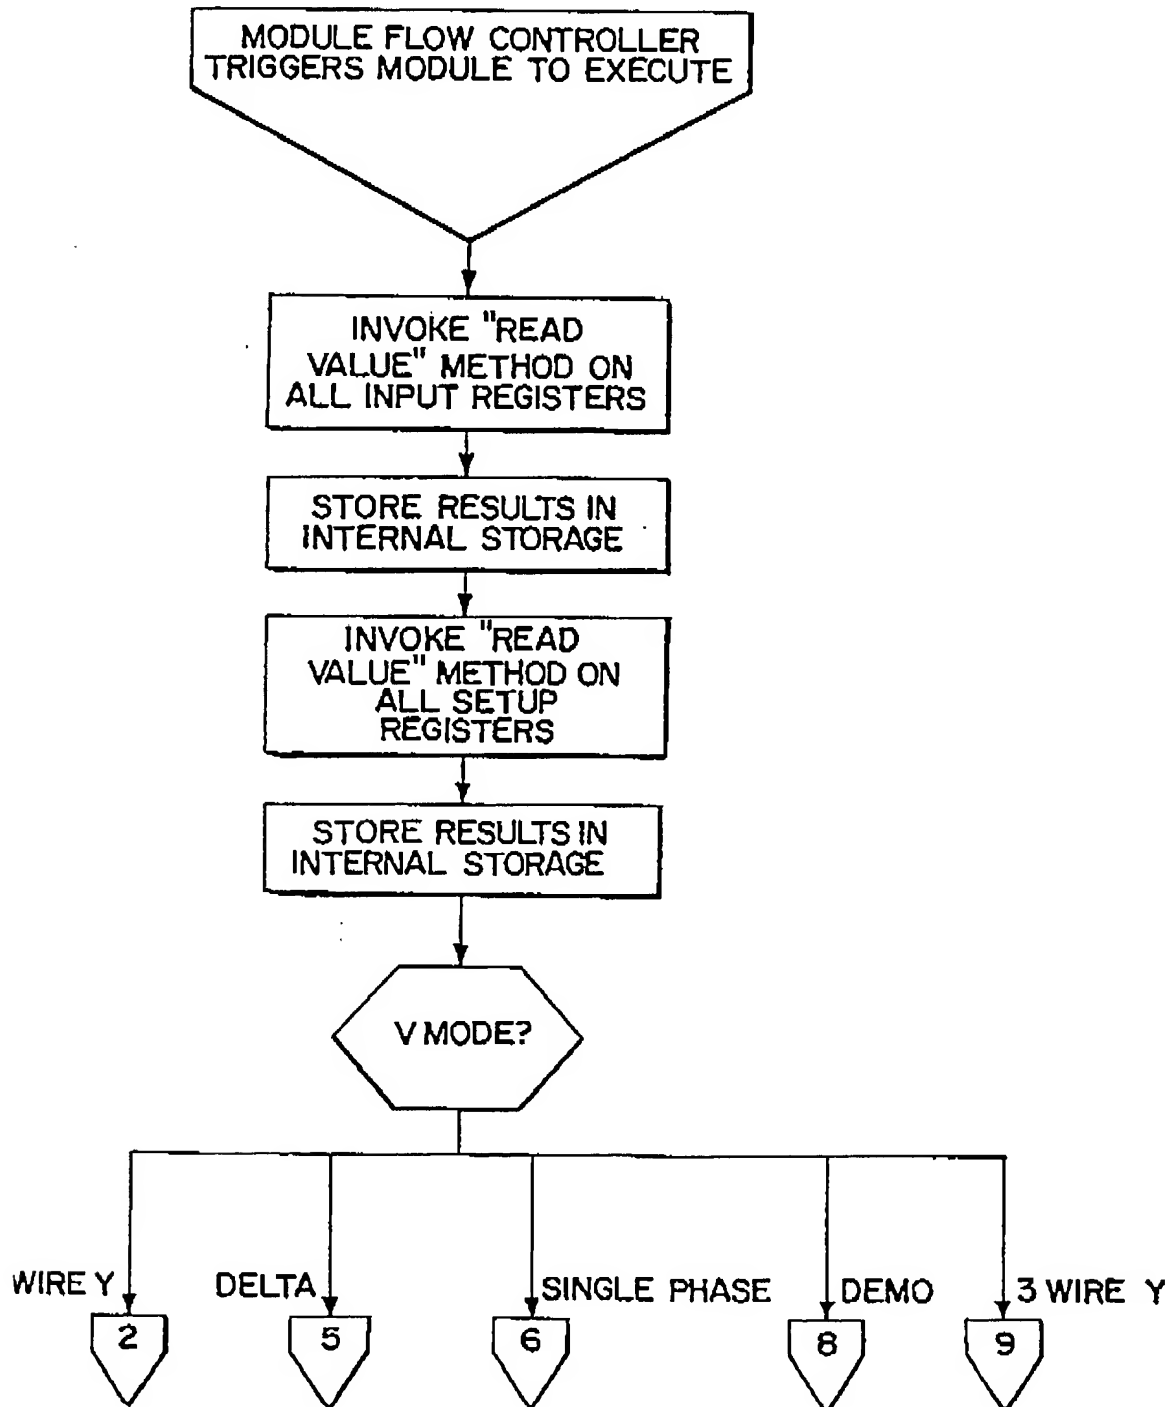 MODULE FLOW CONTROLLER
TRIGGERS MODULE TO EXECUTE
INVOKE "READ
VALUE" METHOD ON
ALL INPUT REGISTERS
STORE RESULTS IN
INTERNAL STORAGE
INVOKE "READ
VALUE" METHOD ON
ALL SETUP
REGISTERS
STORE RESULTS IN
INTERNAL STORAGE
V MODE?
WIRE Y
DELTA
SINGLE PHASE
DEMO
3 WIRE Y
2
5
6
8
9